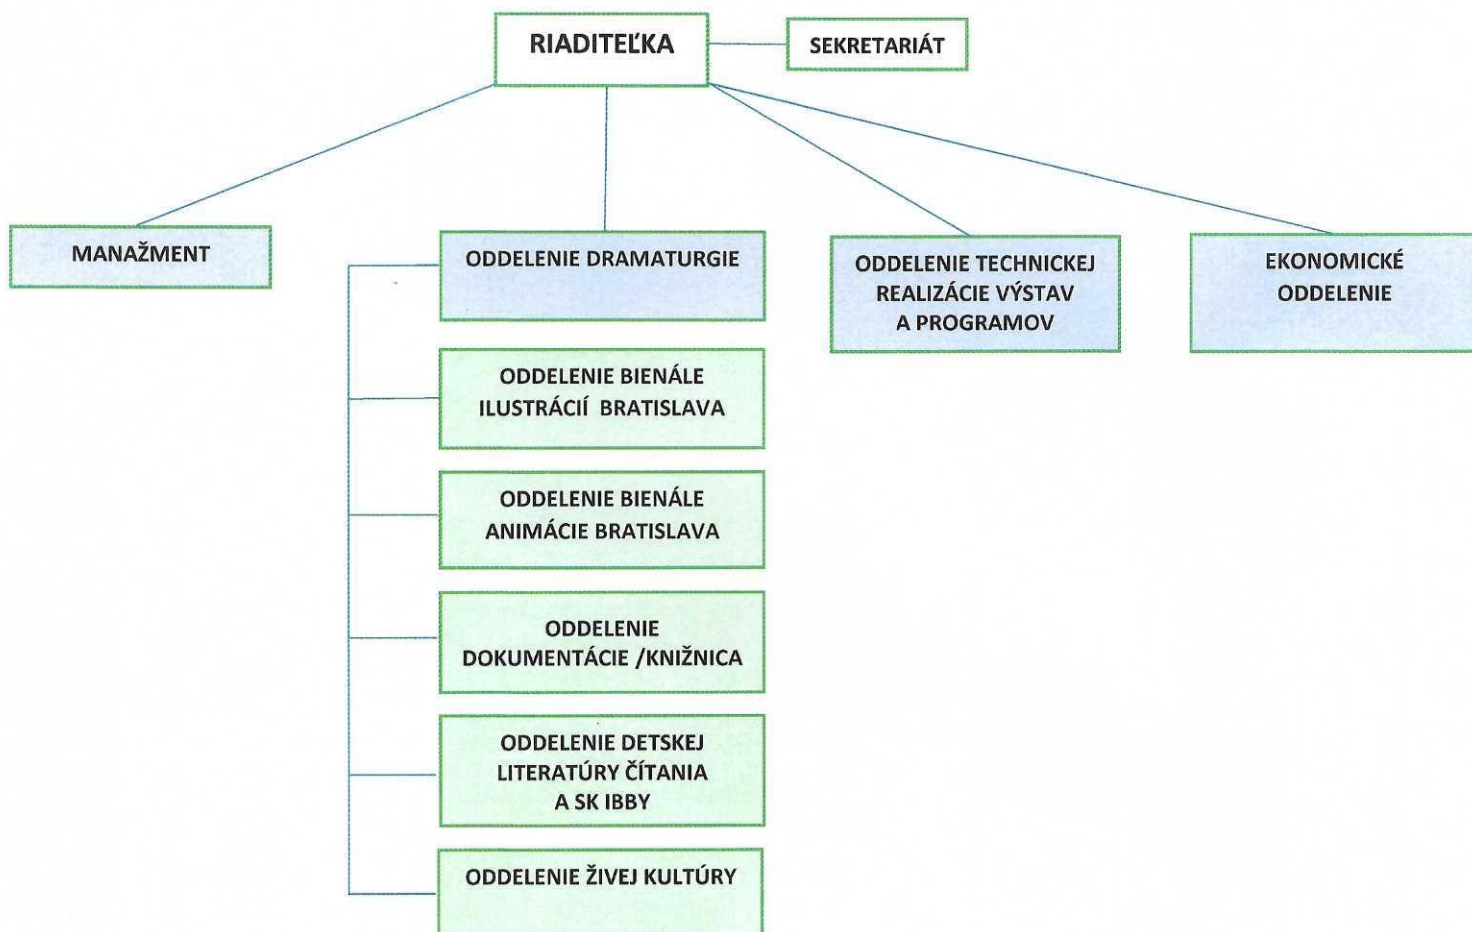 RIADITEĽKA
SEKRETARIÁT
MANAŽMENT
ODDELENIE DRAMATURGIE
ODDELENIE TECHNICKEJ
REALIZÁCIE VÝSTAV
A PROGRAMOV
EKONOMICKÉ
ODDELENIE
ODDELENIE BIENÁLE
ILUSTRÁCIÍ BRATISLAVA
ODDELENIE BIENÁLE
ANIMÁCIE BRATISLAVA
ODDELENIE
DOKUMENTÁCIE /KNIŽNICA
ODDELENIE DETSKEJ
LITERATÚRY ČÍTANIA
A SK IBBY
ODDELENIE ŽIVEJ KULTÚRY